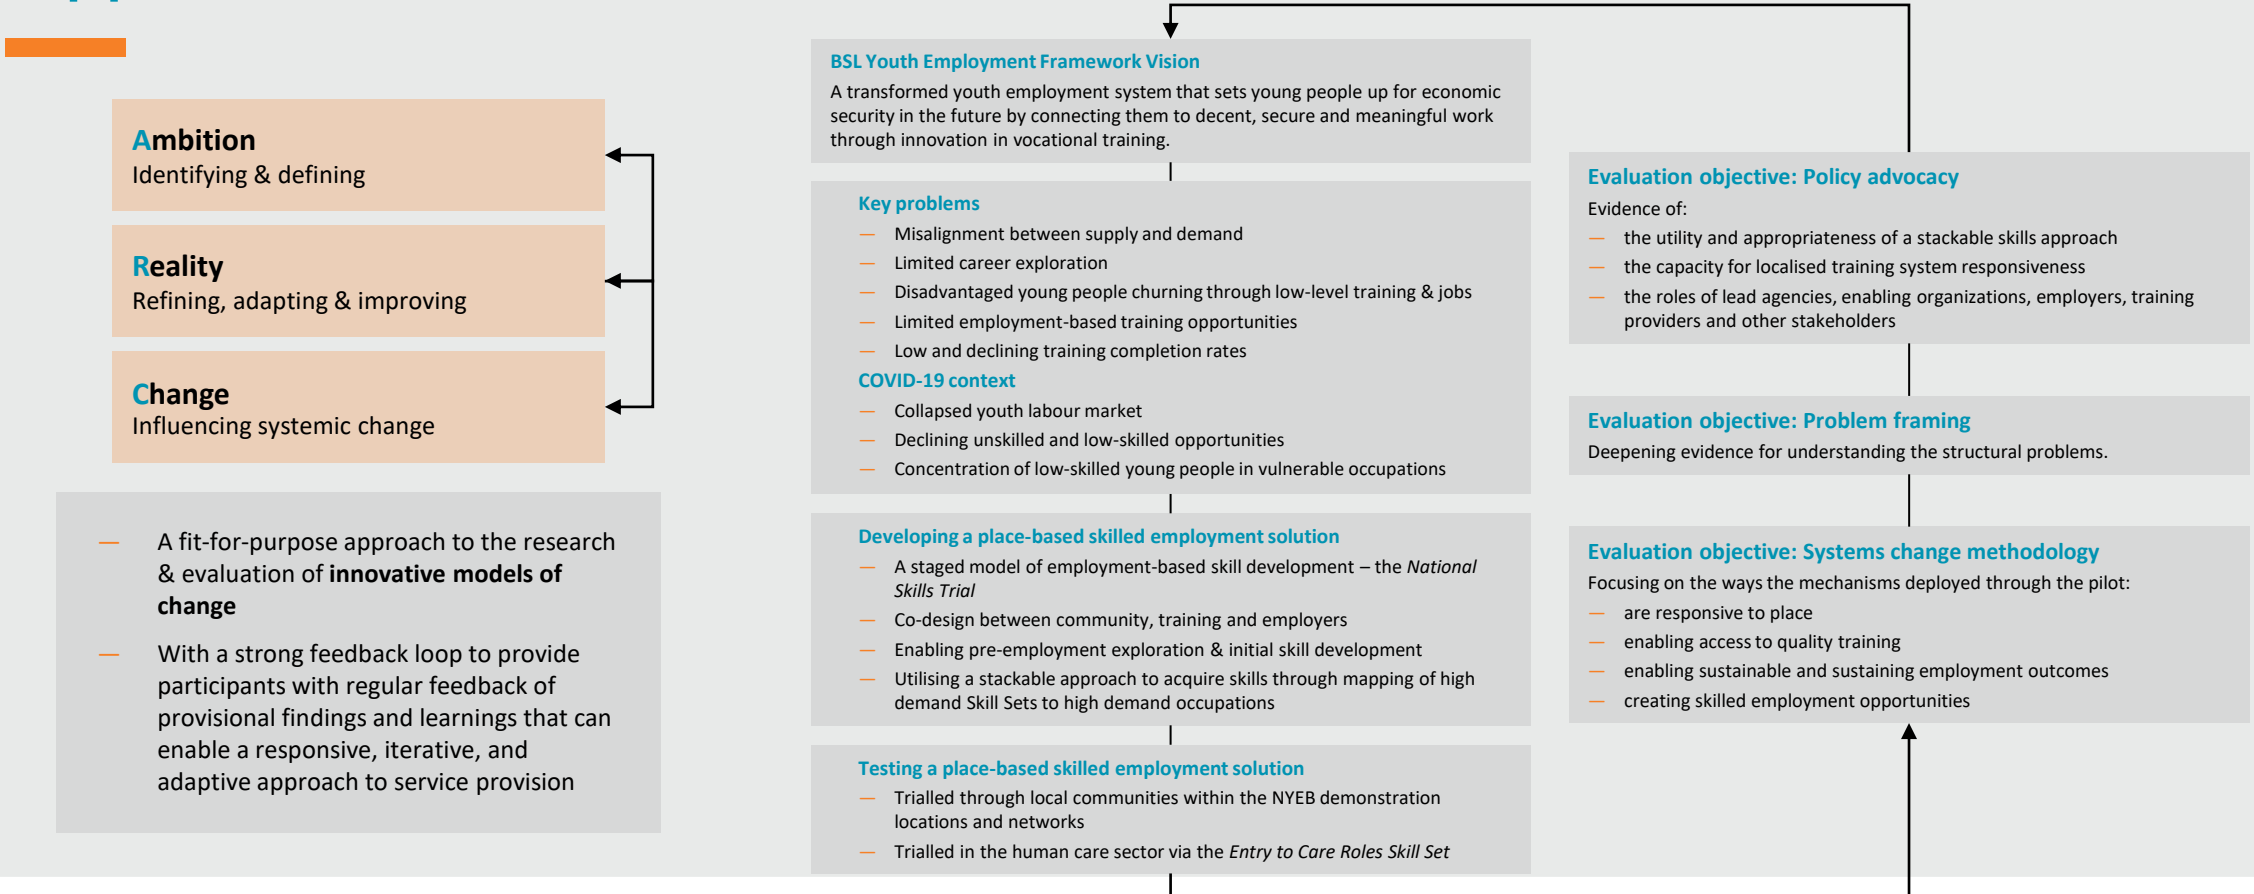 Ambition
Identifying & defining
Reality
Refining, adapting & improving
Change
Influencing systemic change
— A fit-for-purpose approach to the research
& evaluation of innovative models of
change
— With a strong feedback loop to provide
participants with regular feedback of
provisional findings and learnings that can
enable a responsive, iterative, and
adaptive approach to service provision
BSL Youth Employment Framework Vision
A transformed youth employment system that sets young people up for economic
security in the future by connecting them to decent, secure and meaningful work
through innovation in vocational training.
Key problems
— Misalignment between supply and demand
— Limited career exploration
— Disadvantaged young people churning through low-level training & jobs
— Limited employment-based training opportunities
— Low and declining training completion rates
COVID-19 context
— Collapsed youth labour market
— Declining unskilled and low-skilled opportunities
— Concentration of low-skilled young people in vulnerable occupations
Developing a place-based skilled employment solution
— A staged model of employment-based skill development – the National
Skills Trial
— Co-design between community, training and employers
— Enabling pre-employment exploration & initial skill development
— Utilising a stackable approach to acquire skills through mapping of high
demand Skill Sets to high demand occupations
Testing a place-based skilled employment solution
— Trialled through local communities within the NYEB demonstration
locations and networks
— Trialled in the human care sector via the Entry to Care Roles Skill Set
Evaluation objective: Policy advocacy
Evidence of:
— the utility and appropriateness of a stackable skills approach
— the capacity for localised training system responsiveness
— the roles of lead agencies, enabling organizations, employers, training
providers and other stakeholders
Evaluation objective: Problem framing
Deepening evidence for understanding the structural problems.
Evaluation objective: Systems change methodology
Focusing on the ways the mechanisms deployed through the pilot:
— are responsive to place
— enabling access to quality training
— enabling sustainable and sustaining employment outcomes
— creating skilled employment opportunities